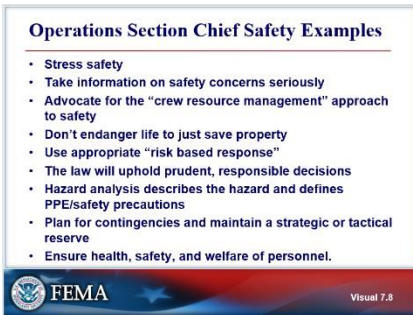 Operations Section Chief Safety Examples
• Stress safety
• Take information on safety concerns seriously
• Advocate for the “crew resource management” approach
to safety
• Don’t endanger life to just save property
• Use appropriate “risk based response”
• The law will uphold prudent, responsible decisions
• Hazard analysis describes the hazard and defines
PPE/safety precautions
• Plan for contingencies and maintain a strategic or tactical
reserve
• Ensure health, safety, and welfare of personnel.
FEMA
Visual 7.8